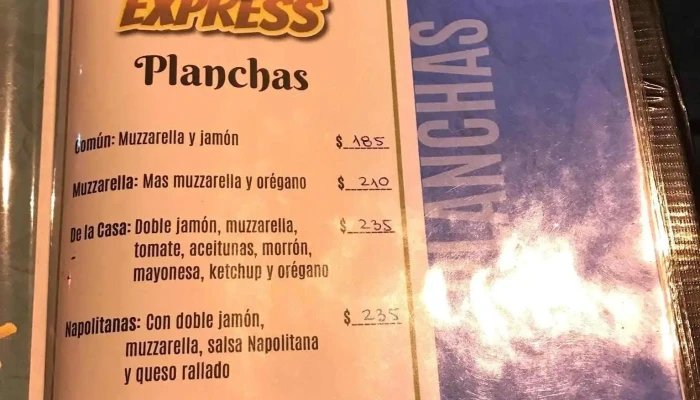 EXPRESS
Planchas
Común: Muzzarella y jamón $ 185
Muzzarella: Mas muzzarella y orégano $ 210
De la Casa: Doble jamón, muzzarella, $ 235
tomate, aceitunas, morrón,
mayonesa, ketchup y orégano
Napolitanas: Con doble jamón, $ 235
muzzarella, salsa Napolitana
y queso rallado
PLANCHAS